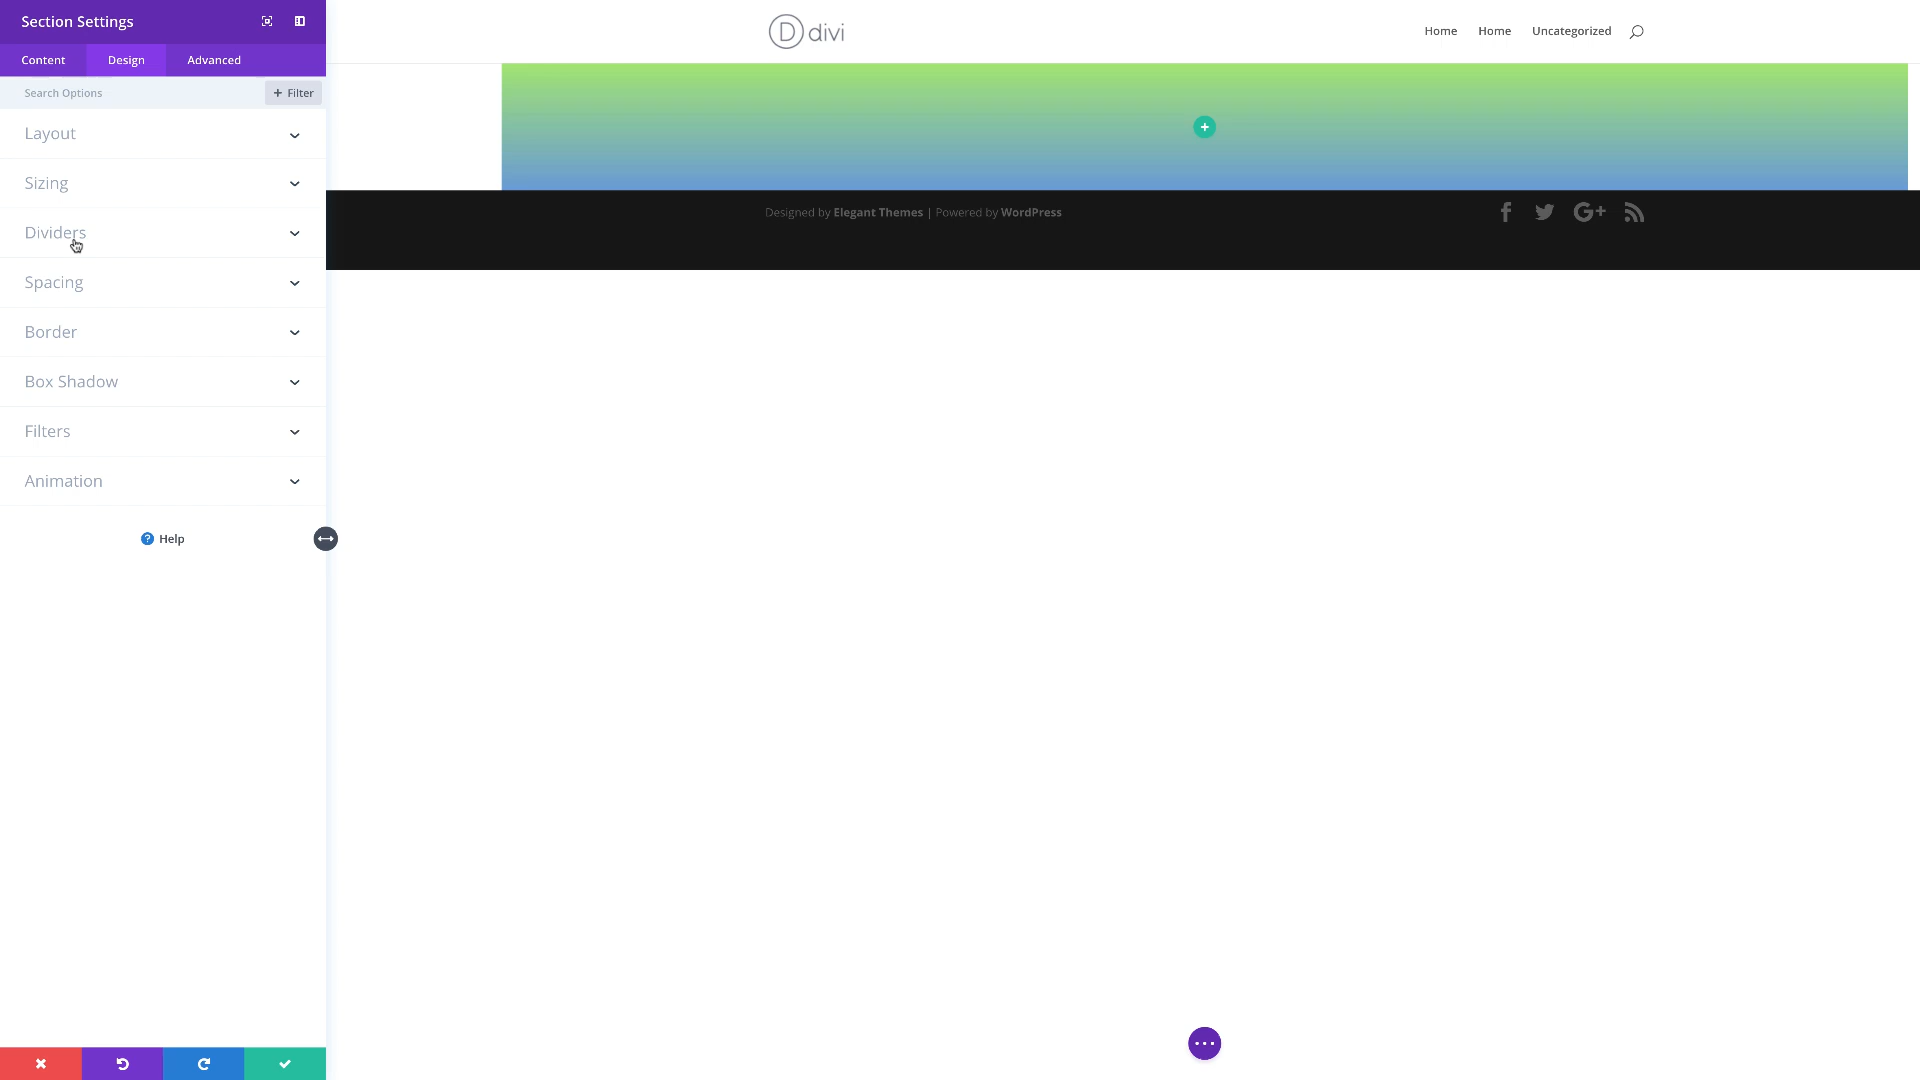 Section Settings
Content Design Advanced
Search Options + Filter
Layout
Sizing
Dividers
Spacing
Border
Box Shadow
Filters
Animation
? Help
D divi
Home Home Uncategorized
+
Designed by Elegant Themes | Powered by WordPress